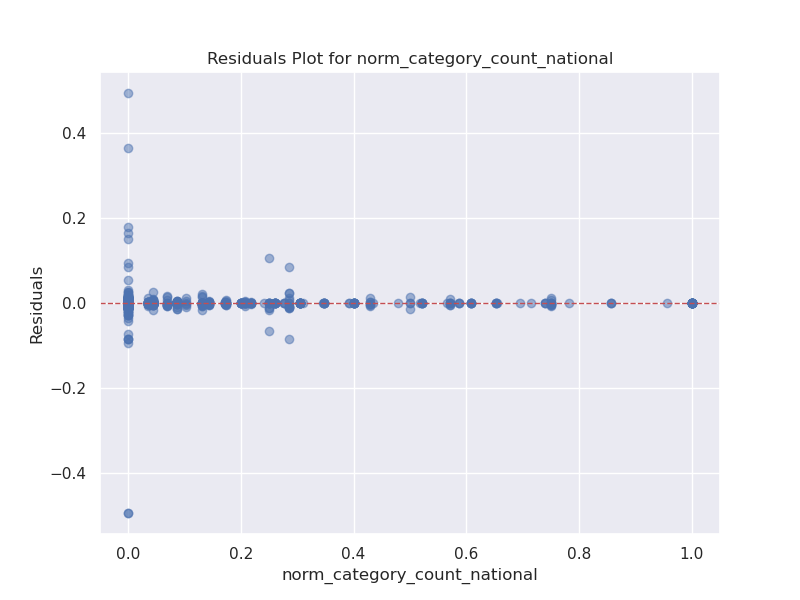 Residuals Plot for norm_category_count_national
Residuals
0.4
0.2
0.0
−0.2
−0.4
0.0 0.2 0.4 0.6 0.8 1.0
norm_category_count_national